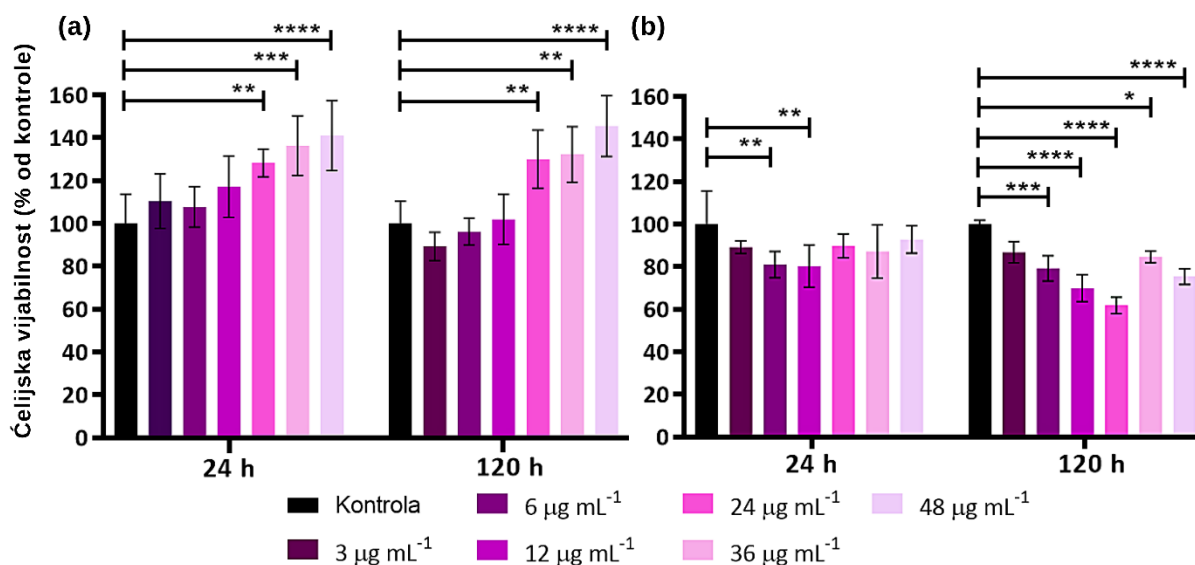 (a)
****
***
**
****
**
**
(b)
**
**
****
*
****
****
***
Ćelijska vijabilnost (% od kontrole)
160
140
120
100
80
60
40
20
0
24 h
120 h
160
140
120
100
80
60
40
20
0
24 h
120 h
Kontrola
6 µg mL⁻¹
24 µg mL⁻¹
48 µg mL⁻¹
3 µg mL⁻¹
12 µg mL⁻¹
36 µg mL⁻¹